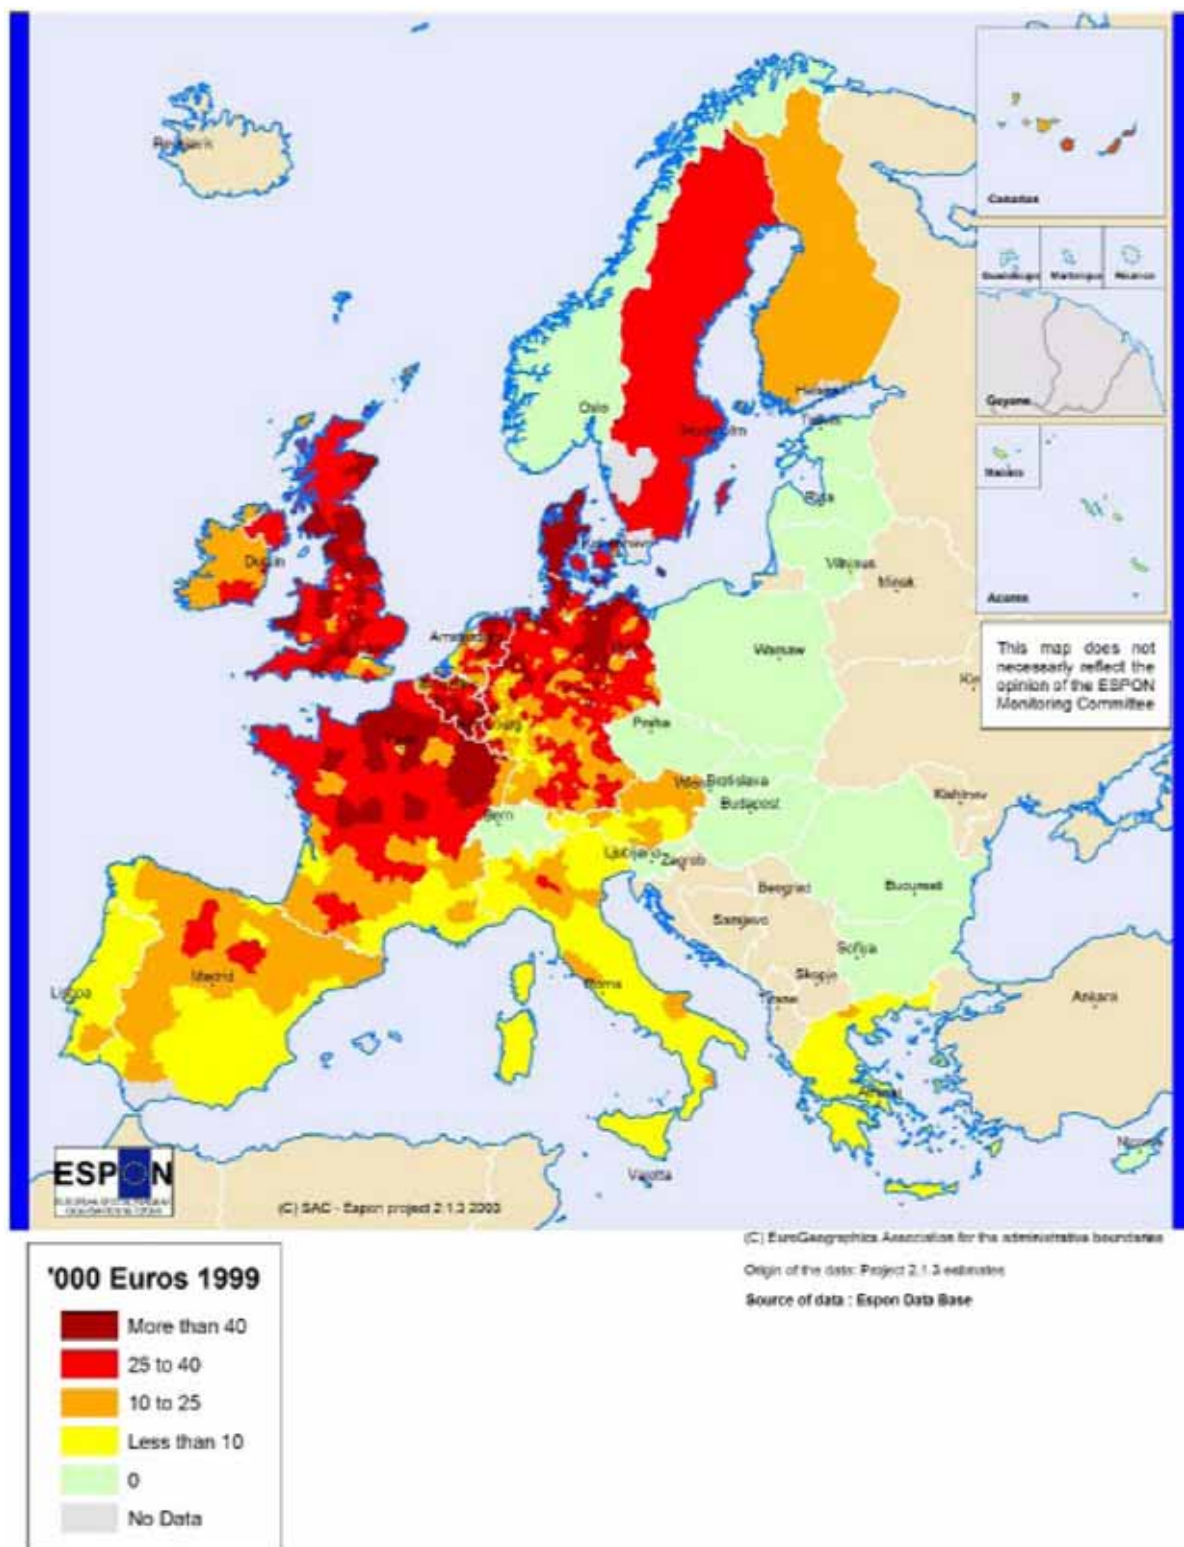 Reykjavik
Canarias
Guadeloupe
Martinique
Réunion
Guyane
Oslo
Helsinki
Tallinn
Stockholm
Madeira
Riga
Dublin
Vilnius
Minsk
Acores
Amsterdam
Warsaw
This map does not
necessarily reflect the
opinion of the ESPON
Monitoring Committee
Praha
Bratislava
Budapest
Kishinev
Bern
Ljubljana
Zagreb
Beograd
Bucuresti
Sarajevo
Sofija
Madrid
Skopje
Lisboa
Roma
Tirane
Ankara
Athinai
Valletta
ESPON
(C) SAC - Espon project 2.1.3 2003
(C) EuroGeographics Association for the administrative boundaries
Origin of the data: Project 2.1.3 estimates
Source of data : Espon Data Base
'000 Euros 1999
More than 40
25 to 40
10 to 25
Less than 10
0
No Data